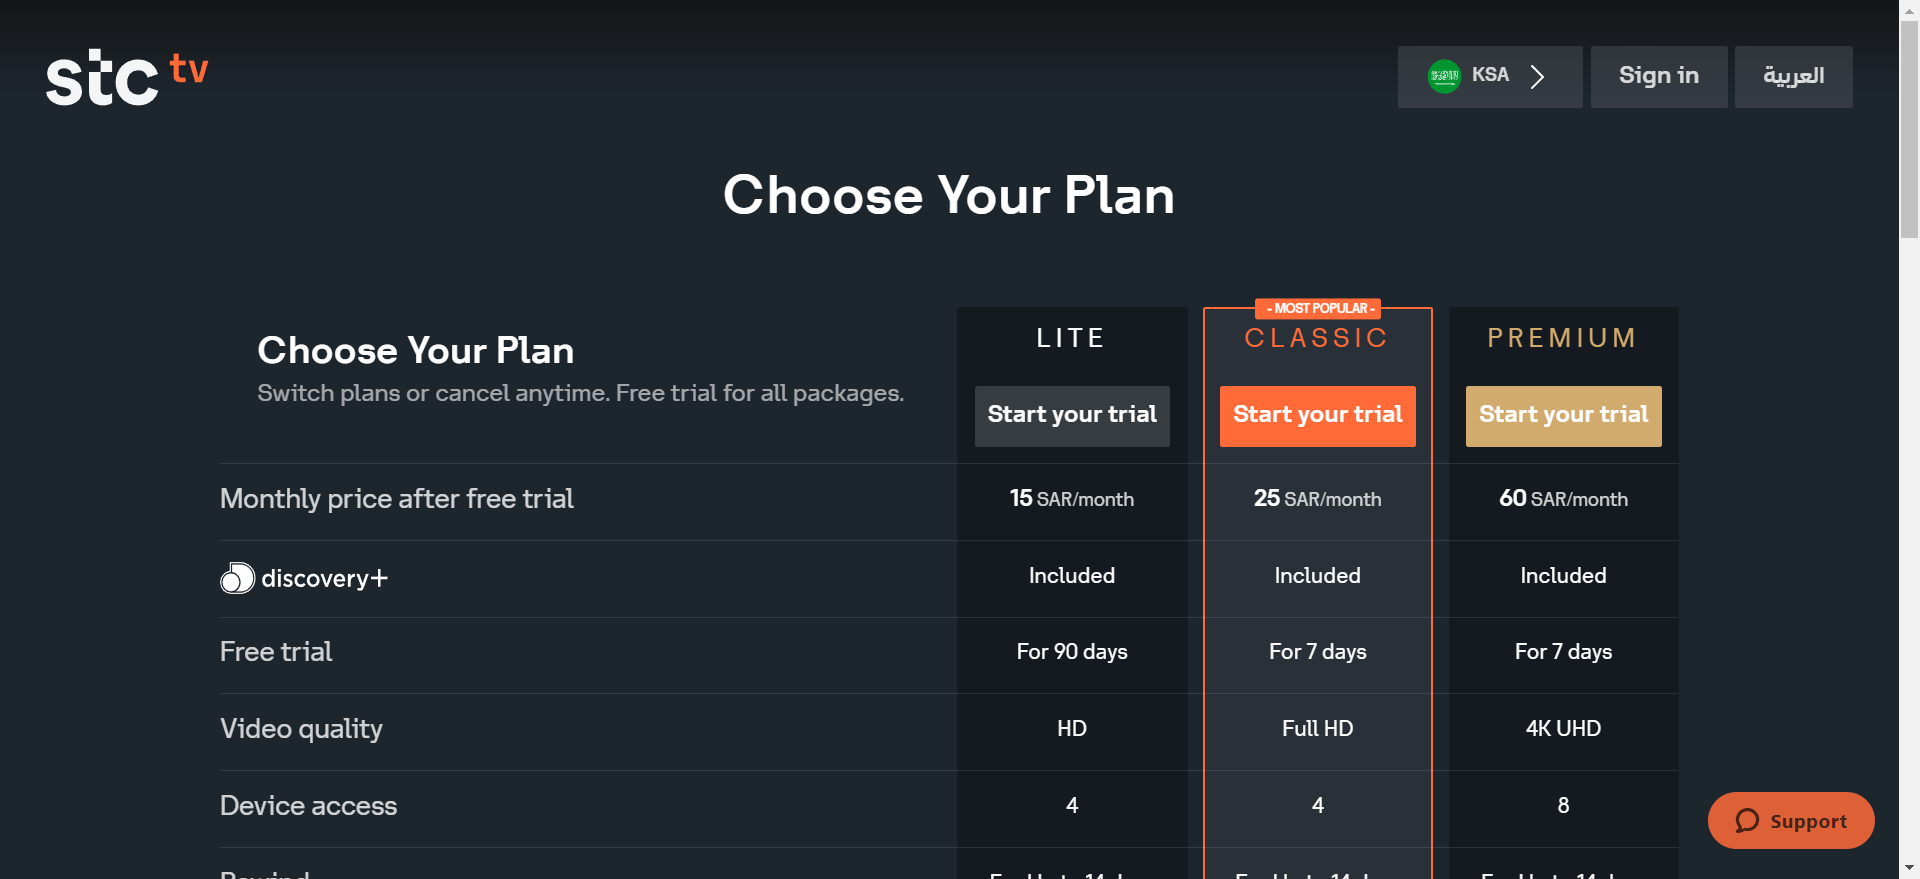 stc tv
KSA
Sign in
العربية
Choose Your Plan
Choose Your Plan
Switch plans or cancel anytime. Free trial for all packages.
LITE
- MOST POPULAR -
CLASSIC
PREMIUM
Start your trial
Start your trial
Start your trial
Monthly price after free trial
15 SAR/month
25 SAR/month
60 SAR/month
discovery+
Included
Included
Included
Free trial
For 90 days
For 7 days
For 7 days
Video quality
HD
Full HD
4K UHD
Device access
4
4
8
Support